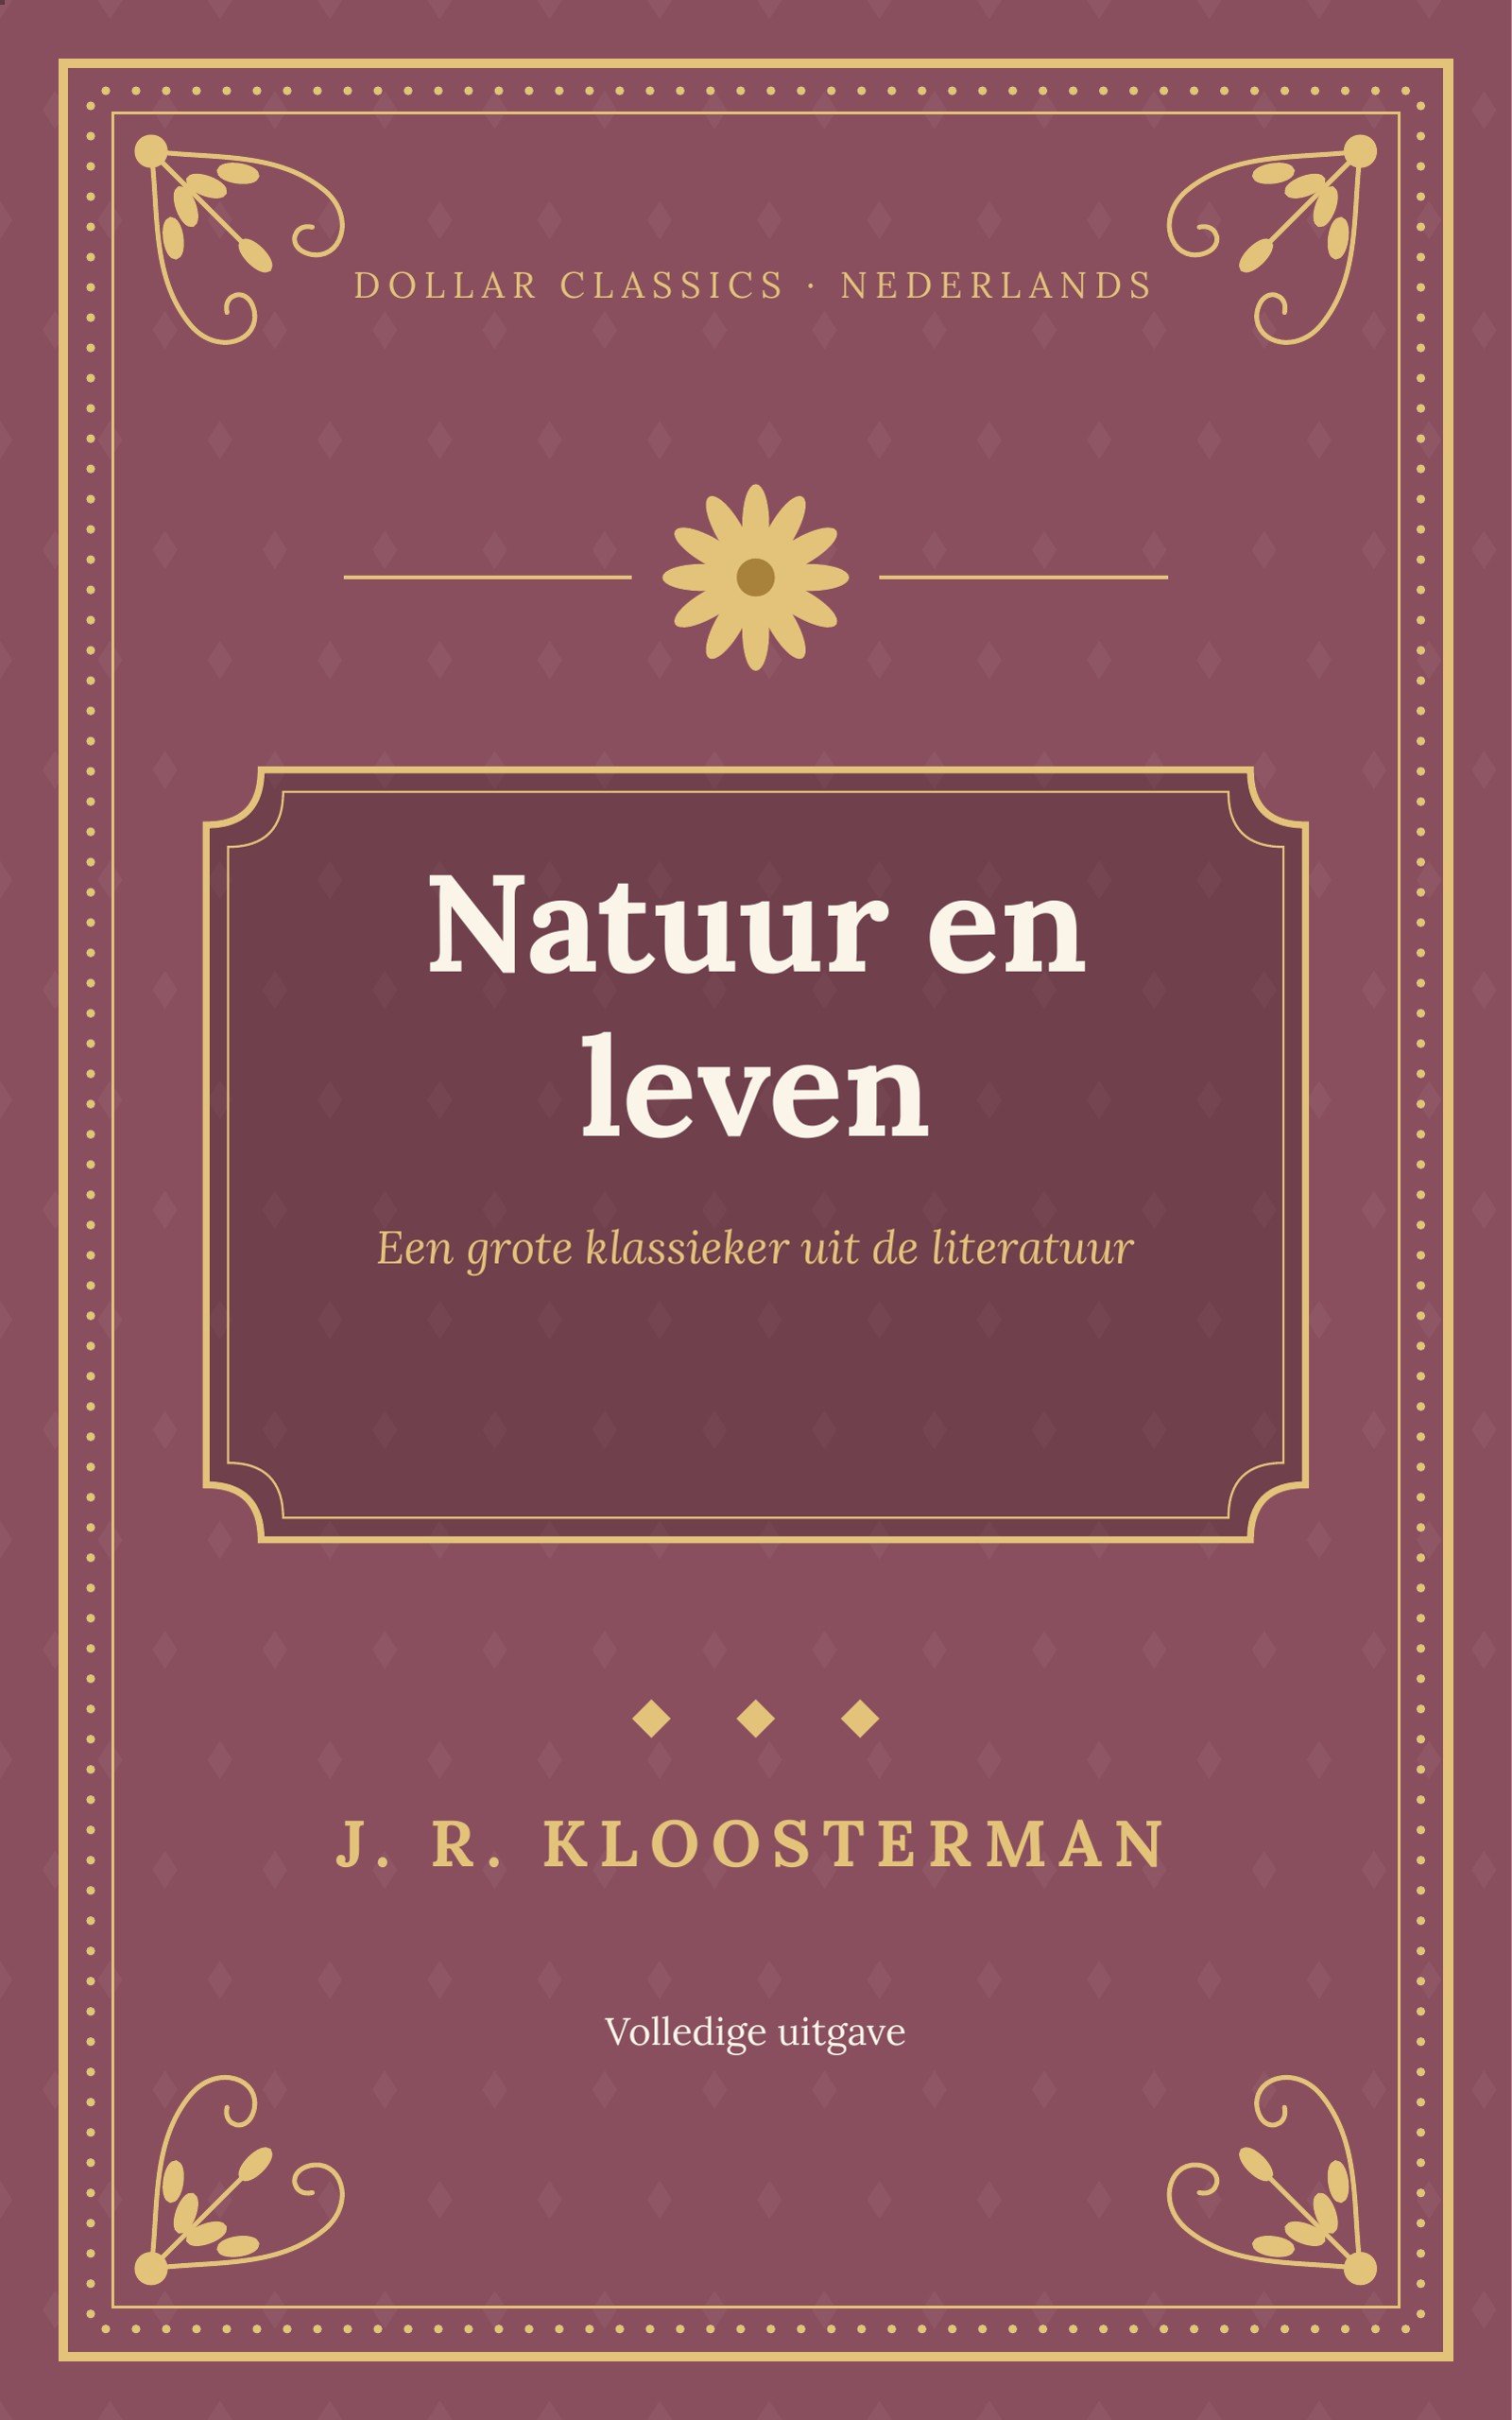 DOLLAR CLASSICS · NEDERLANDS
Natuur en
leven
Een grote klassieker uit de literatuur
J. R. KLOOSTERMAN
Volledige uitgave